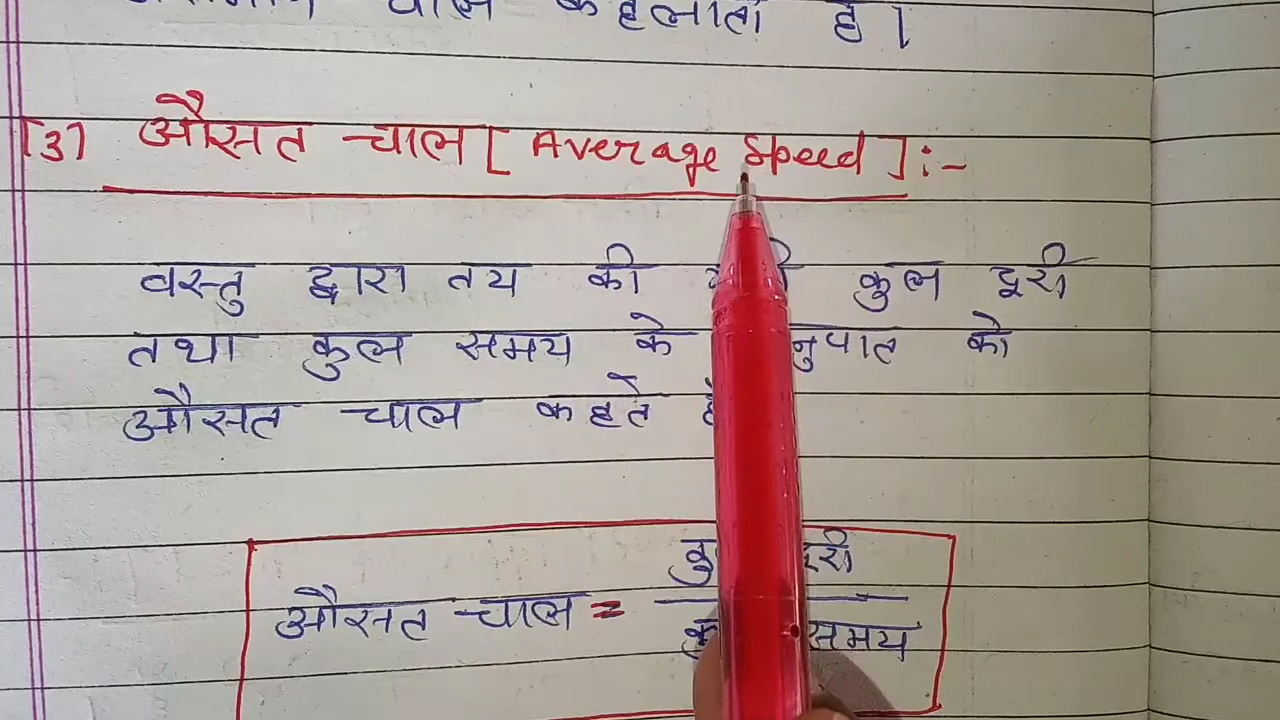 चाल कहलाती है।
(3) औसत चाल [Average Speed] :-
वस्तु द्वारा तय की कुल दूरी
तथा कुल समय के को
औसत चाल कहते
औसत चाल =
समय